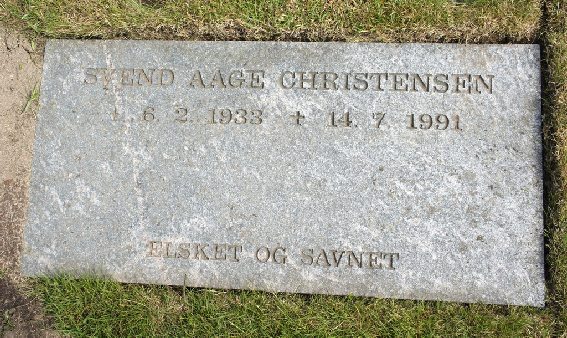 SVEND AAGE CHRISTENSEN
* 6. 2. 1933 + 14. 7. 1991
ELSKET OG SAVNET